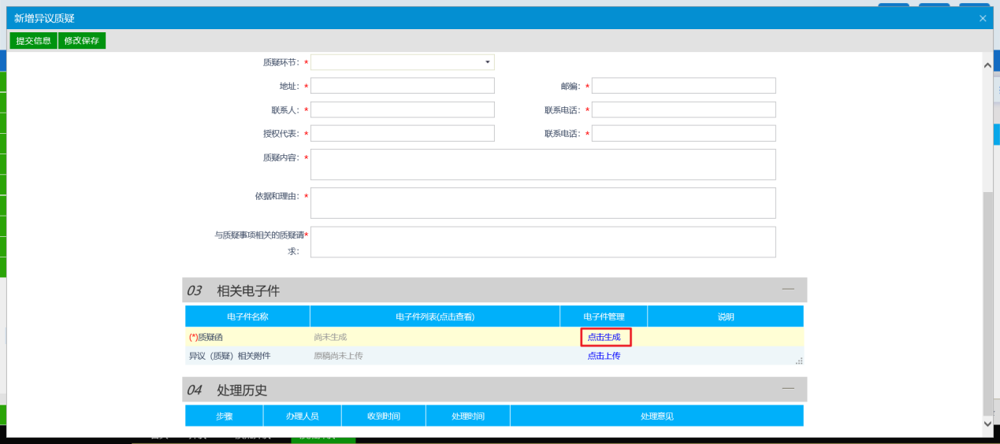 新增异议质疑
提交信息 修改保存
质疑环节：*
地址：* 邮编：*
联系人：* 联系电话：*
授权代表：* 联系电话：*
质疑内容：*
依据和理由：*
与质疑事项相关的质疑请*
求：
03 相关电子件
电子件名称 电子件列表(点击查看) 电子件管理 说明
(*)质疑函 尚未生成 点击生成
异议（质疑）相关附件 原稿尚未上传 点击上传
04 处理历史
步骤 办理人员 收到时间 处理时间 处理意见